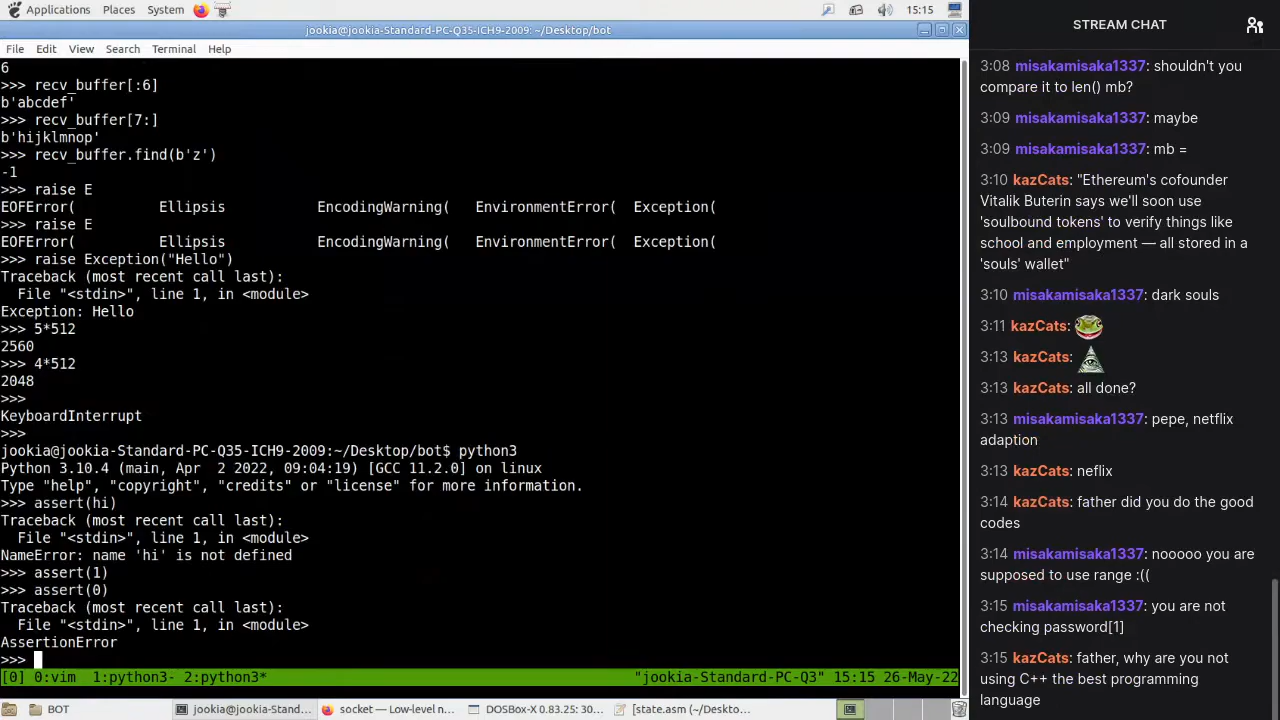 Applications Places System 15:15
jookia@jookia-Standard-PC-Q35-ICH9-2009: ~/Desktop/bot
File Edit View Search Terminal Help
6
>>> recv_buffer[:6]
b'abcdef'
>>> recv_buffer[7:]
b'hijklmnop'
>>> recv_buffer.find(b'z')
-1
>>> raise E
EOFError( Ellipsis EncodingWarning( EnvironmentError( Exception(
>>> raise E
EOFError( Ellipsis EncodingWarning( EnvironmentError( Exception(
>>> raise Exception("Hello")
Traceback (most recent call last):
File "<stdin>", line 1, in <module>
Exception: Hello
>>> 5*512
2560
>>> 4*512
2048
>>>
KeyboardInterrupt
>>>
jookia@jookia-Standard-PC-Q35-ICH9-2009:~/Desktop/bot$ python3
Python 3.10.4 (main, Apr  2 2022, 09:04:19) [GCC 11.2.0] on linux
Type "help", "copyright", "credits" or "license" for more information.
>>> assert(hi)
Traceback (most recent call last):
File "<stdin>", line 1, in <module>
NameError: name 'hi' is not defined
>>> assert(1)
>>> assert(0)
Traceback (most recent call last):
File "<stdin>", line 1, in <module>
AssertionError
>>>
[0] 0:vim 1:python3- 2:python3* "jookia-Standard-PC-Q3" 15:15 26-May-22
BOT jookia@jookia-Stand... socket — Low-level n... DOSBox-X 0.83.25: 30... [state.asm (~/Deskto...
STREAM CHAT
3:08 misakamisaka1337: shouldn't you
compare it to len() mb?
3:09 misakamisaka1337: maybe
3:09 misakamisaka1337: mb =
3:10 kazCats: "Ethereum's cofounder
Vitalik Buterin says we'll soon use
'soulbound tokens' to verify things like
school and employment — all stored in a
'souls' wallet"
3:10 misakamisaka1337: dark souls
3:11 kazCats:
3:13 kazCats:
3:13 kazCats: all done?
3:13 misakamisaka1337: pepe, netflix
adaption
3:13 kazCats: neflix
3:14 kazCats: father did you do the good
codes
3:14 misakamisaka1337: nooooo you are
supposed to use range :((
3:15 misakamisaka1337: you are not
checking password[1]
3:15 kazCats: father, why are you not
using C++ the best programming
language